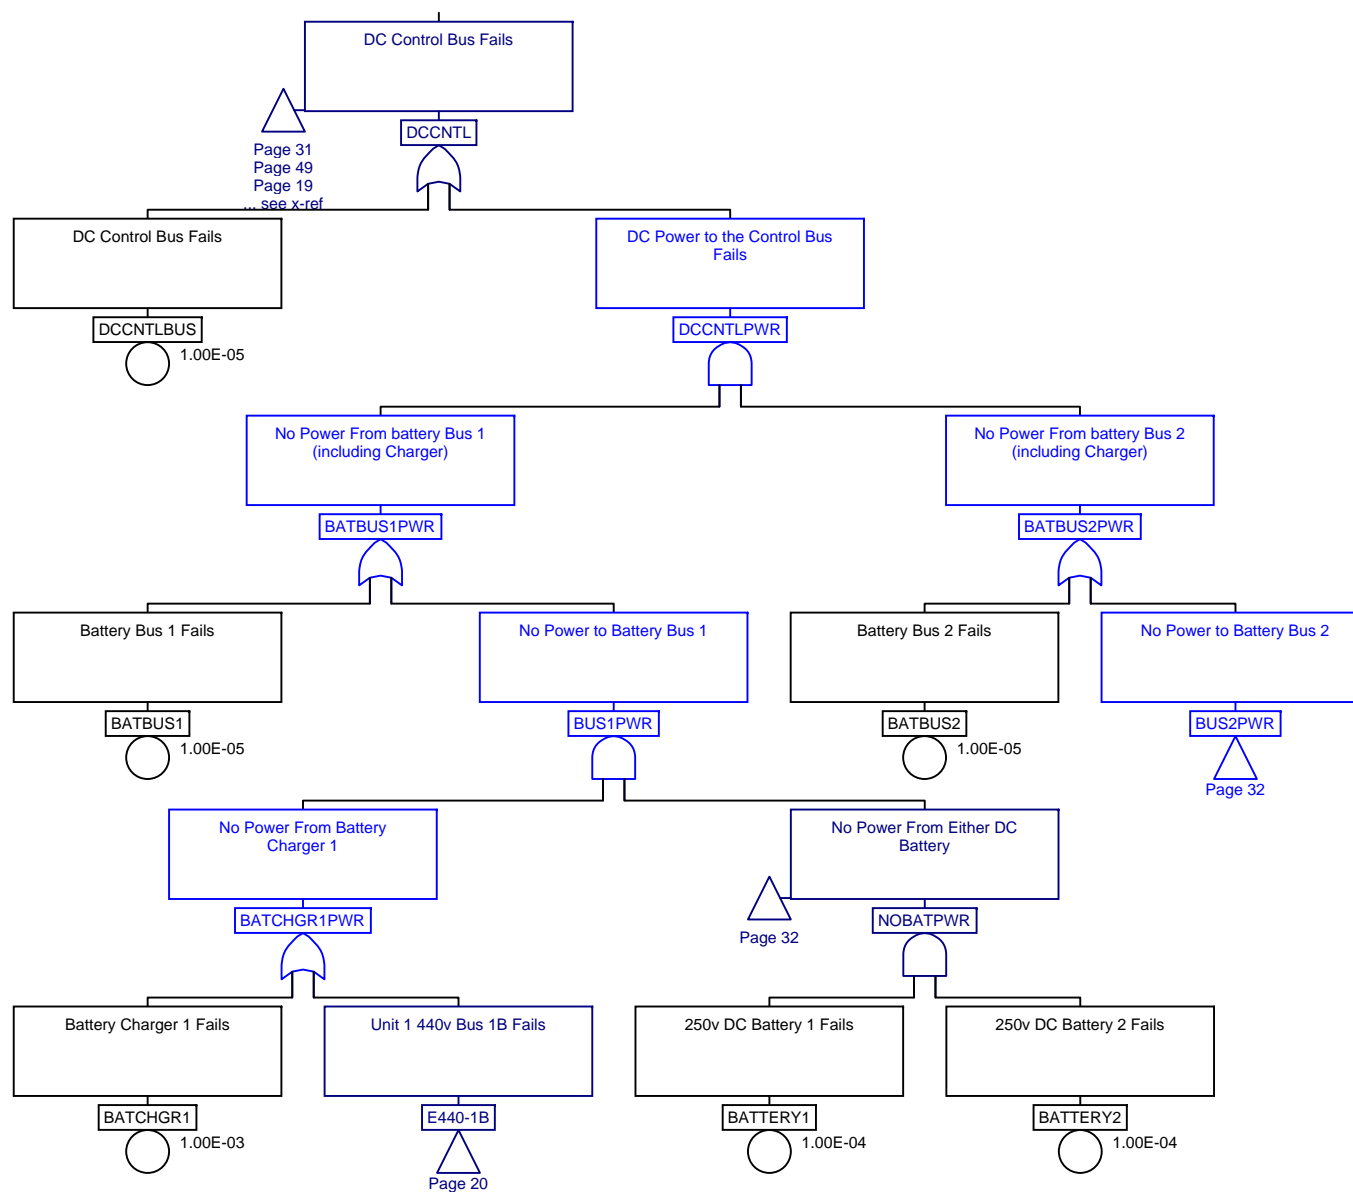 DC Control Bus Fails
DCCNTL
Page 31
Page 49
Page 19
... see x-ref
DC Control Bus Fails
DC Power to the Control Bus
Fails
DCCNTLBUS
1.00E-05
DCCNTLPWR
No Power From battery Bus 1
(including Charger)
No Power From battery Bus 2
(including Charger)
BATBUS1PWR
BATBUS2PWR
Battery Bus 1 Fails
No Power to Battery Bus 1
Battery Bus 2 Fails
No Power to Battery Bus 2
BATBUS1
1.00E-05
BUS1PWR
BATBUS2
1.00E-05
BUS2PWR
Page 32
No Power From Battery
Charger 1
No Power From Either DC
Battery
BATCHGR1PWR
Page 32
NOBATPWR
Battery Charger 1 Fails
Unit 1 440v Bus 1B Fails
250v DC Battery 1 Fails
250v DC Battery 2 Fails
BATCHGR1
1.00E-03
E440-1B
Page 20
BATTERY1
1.00E-04
BATTERY2
1.00E-04